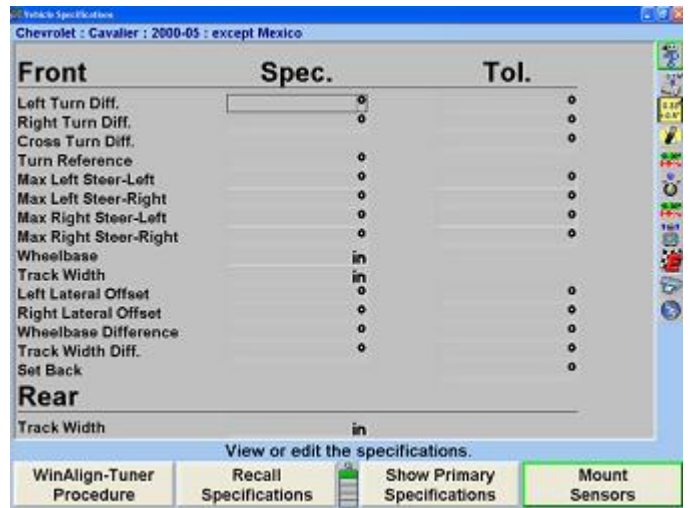 Vehicle Specifications
Chevrolet : Cavalier : 2000-05 : except Mexico
Front Spec. Tol.
Left Turn Diff. ° °
Right Turn Diff. ° °
Cross Turn Diff. °
Turn Reference °
Max Left Steer-Left ° °
Max Left Steer-Right ° °
Max Right Steer-Left ° °
Max Right Steer-Right ° °
Wheelbase in
Track Width in
Left Lateral Offset ° °
Right Lateral Offset ° °
Wheelbase Difference ° °
Track Width Diff. ° °
Set Back °
Rear
Track Width in
View or edit the specifications.
WinAlign-Tuner Procedure
Recall Specifications
Show Primary Specifications
Mount Sensors